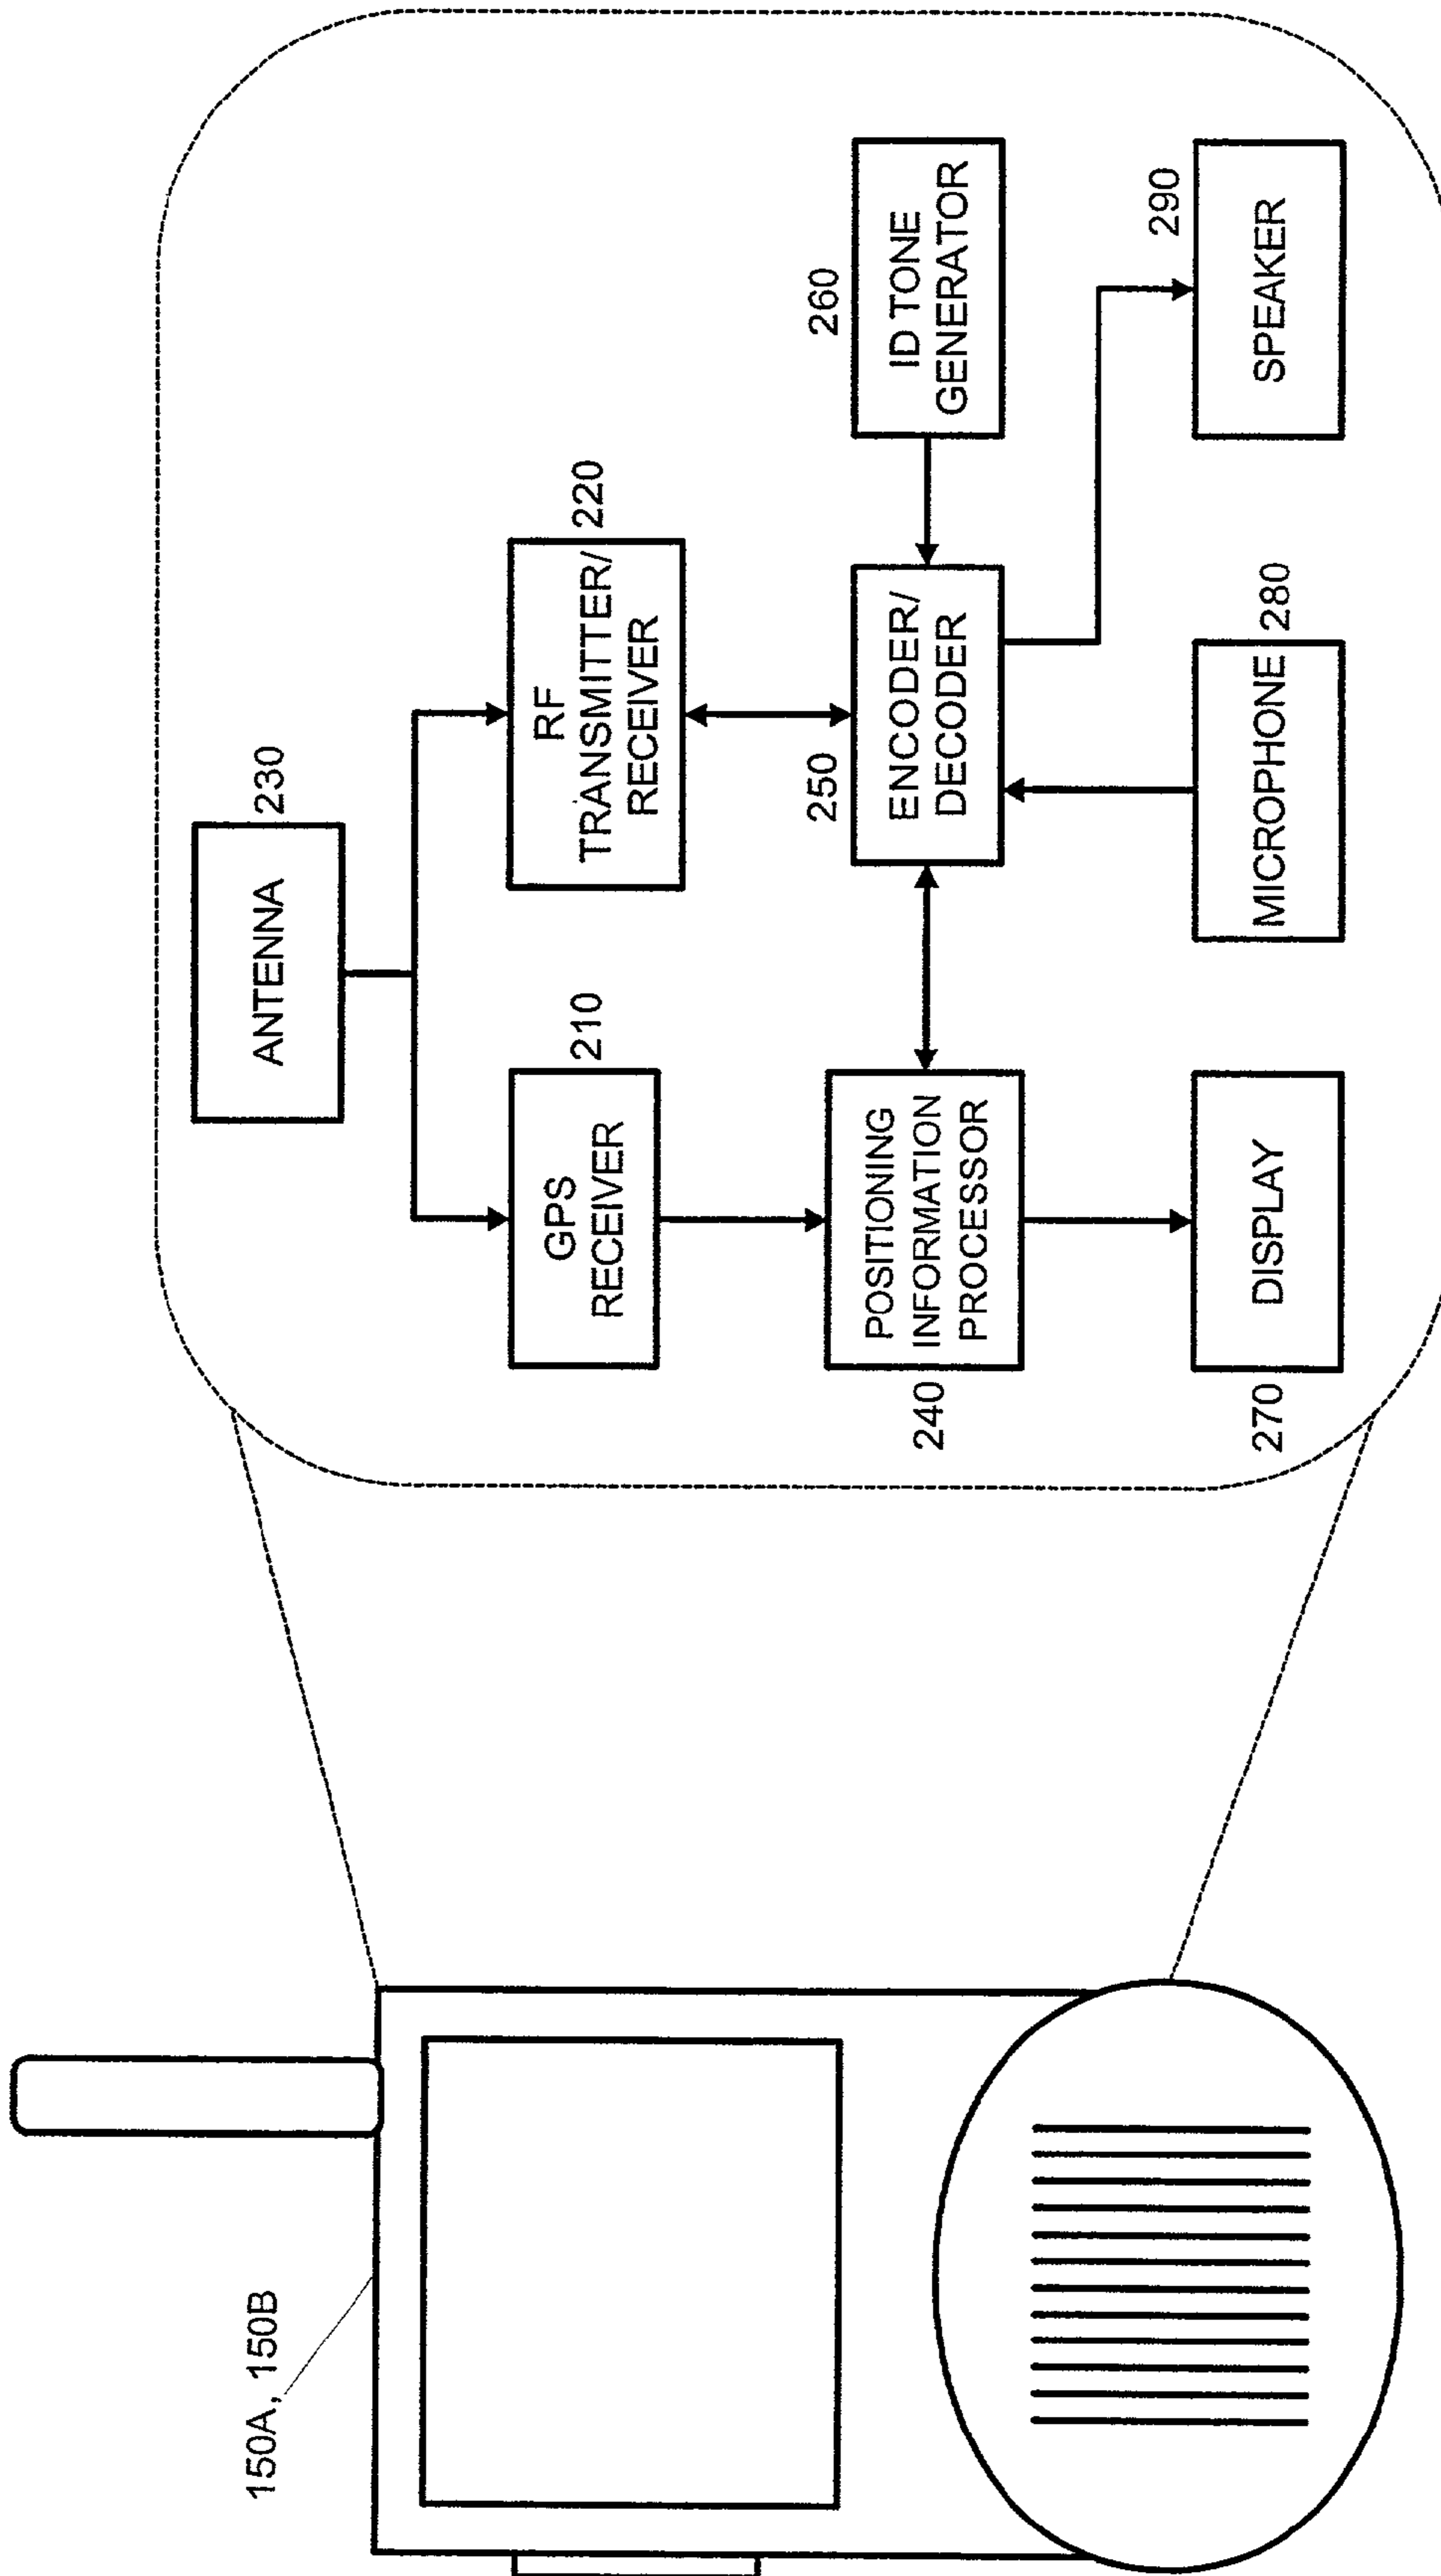 150A, 150B
ANTENNA
230
GPS
RECEIVER
210
RF
TRANSMITTER/
RECEIVER
220
POSITIONING
INFORMATION
PROCESSOR
240
250
ENCODER/
DECODER
260
ID TONE
GENERATOR
270
DISPLAY
MICROPHONE
280
290
SPEAKER